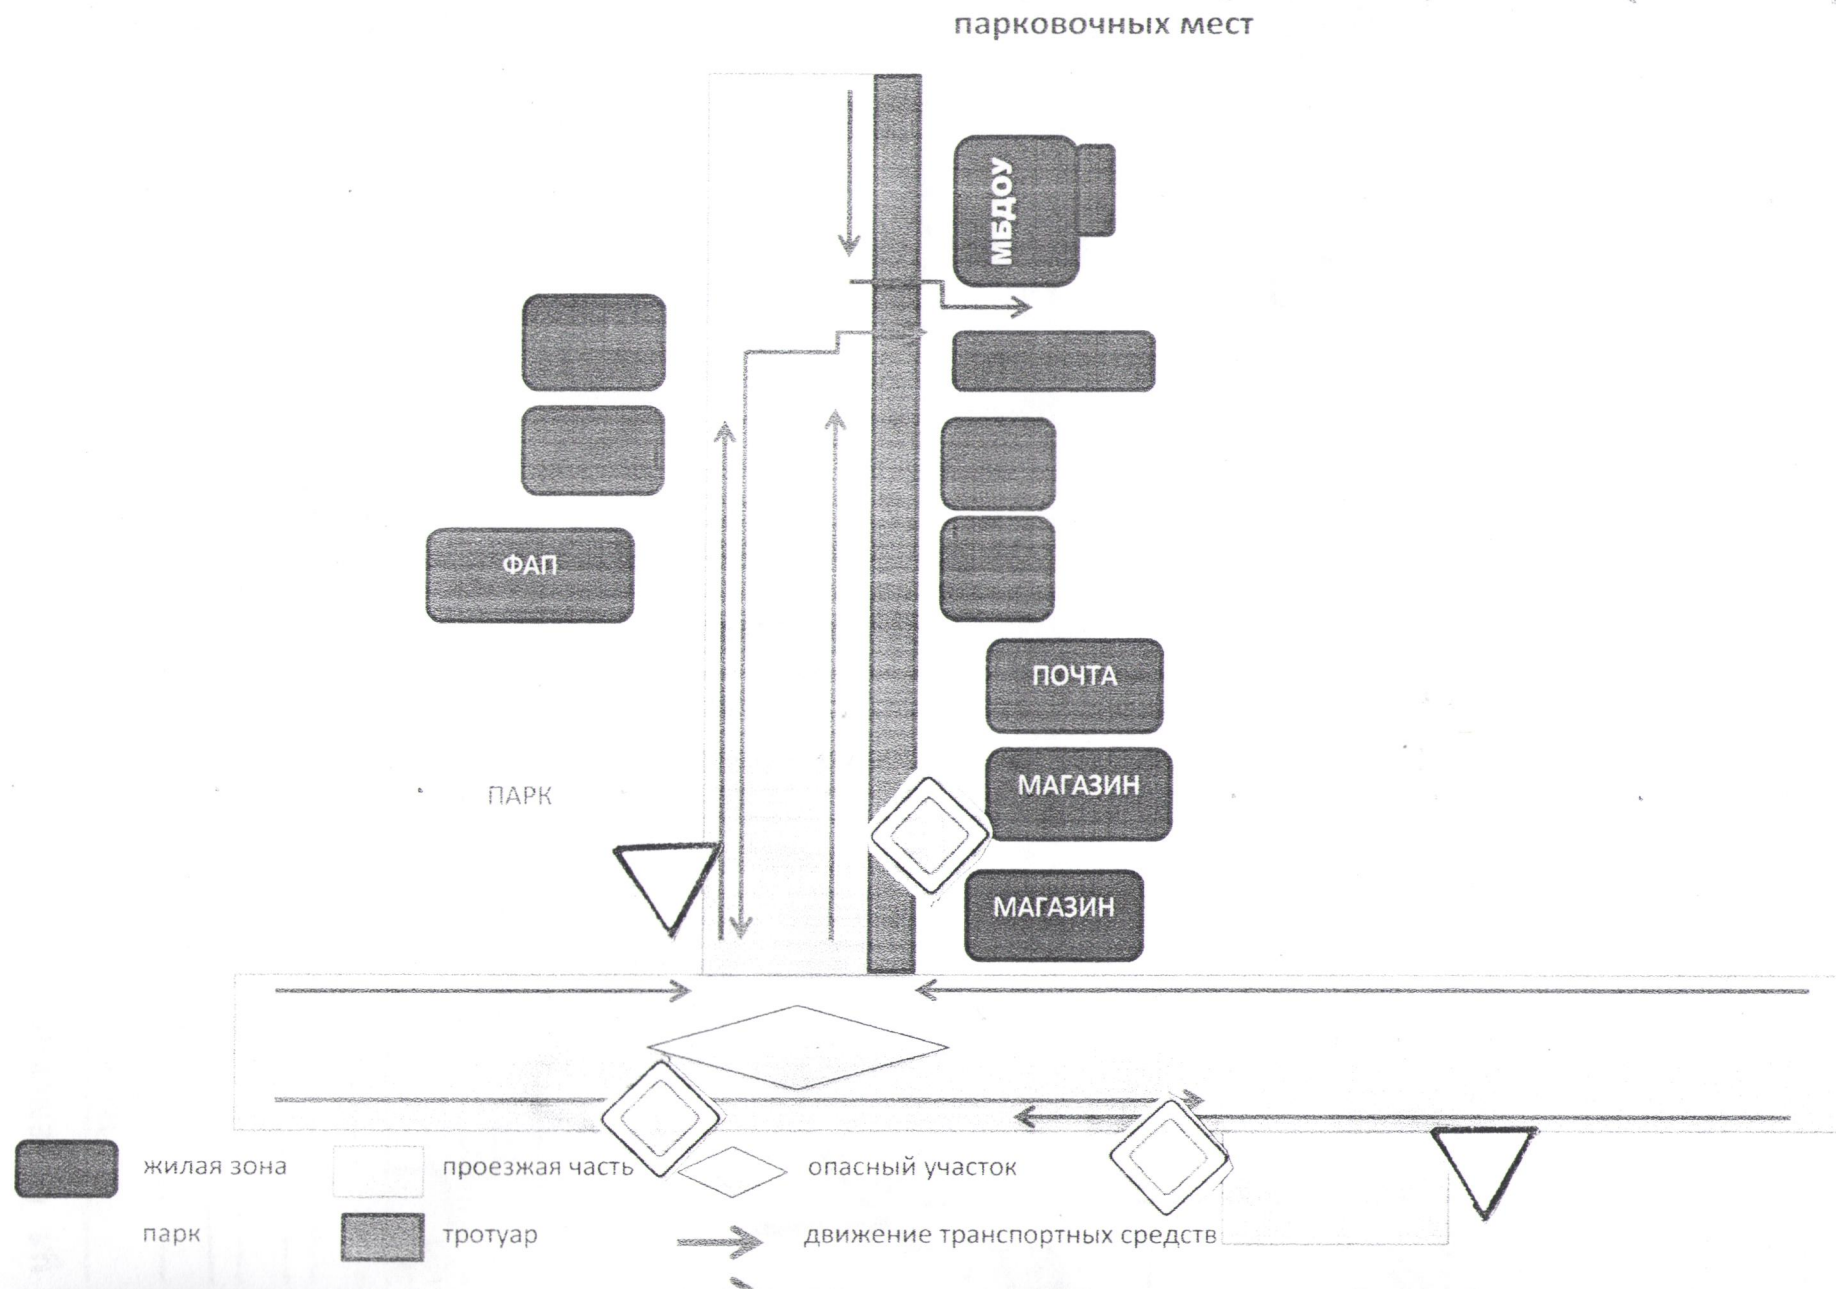 парковочных мест
МБДОУ
ФАП
ПОЧТА
ПАРК
МАГАЗИН
МАГАЗИН
жилая зона
проезжая часть
опасный участок
парк
тротуар
движение транспортных средств